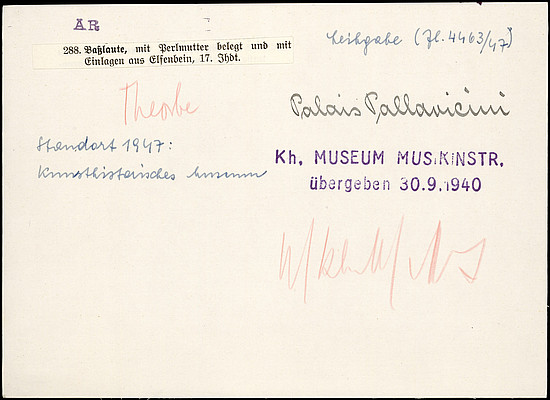 AR
288. Baßlaute, mit Perlmutter belegt und mit
Einlagen aus Elfenbein, 17. Jhdt.
Leihgabe (Zl. 4463/47)
Theorbe
Palais Pallavicini
Standort 1947:
Kunsthistorisches Museum
Kh. MUSEUM MUSIKINSTR.
übergeben 30.9.1940